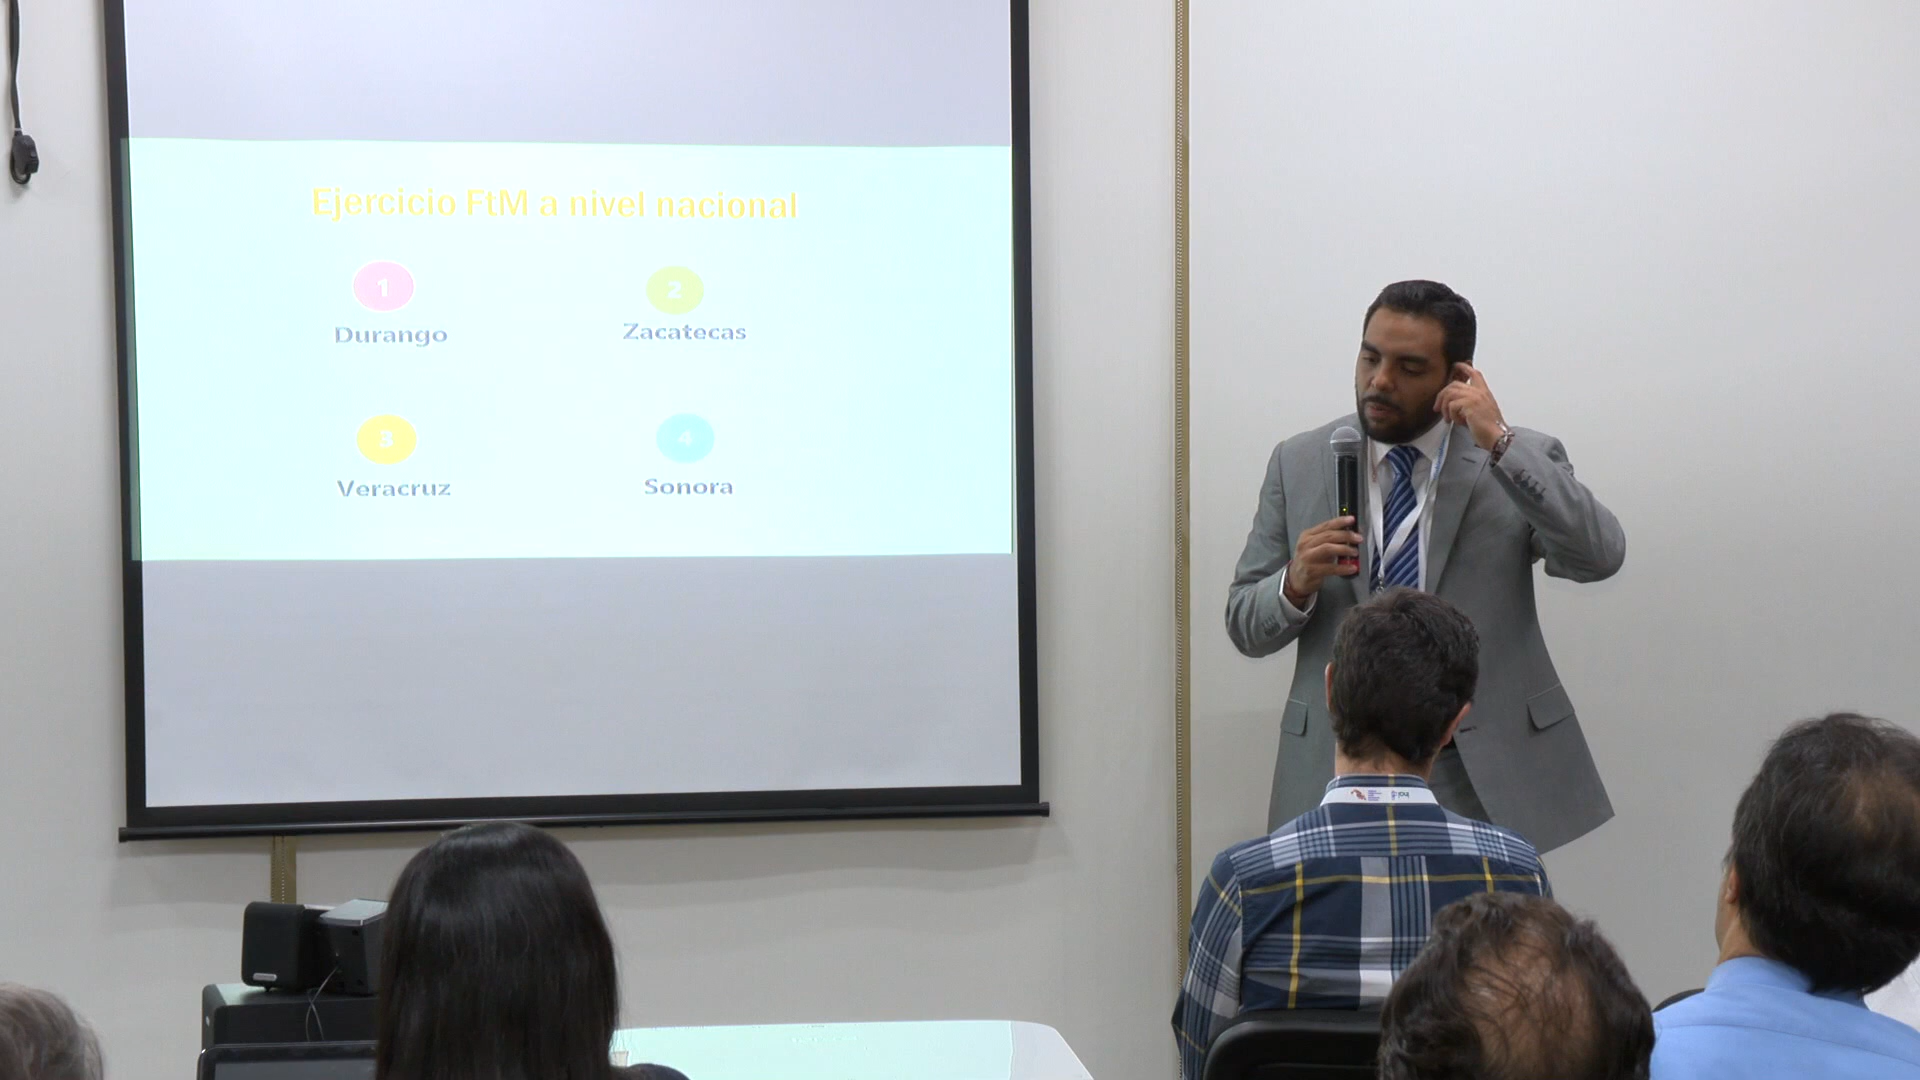 Ejercicio FtM a nivel nacional
1
2
Durango
Zacatecas
3
4
Veracruz
Sonora